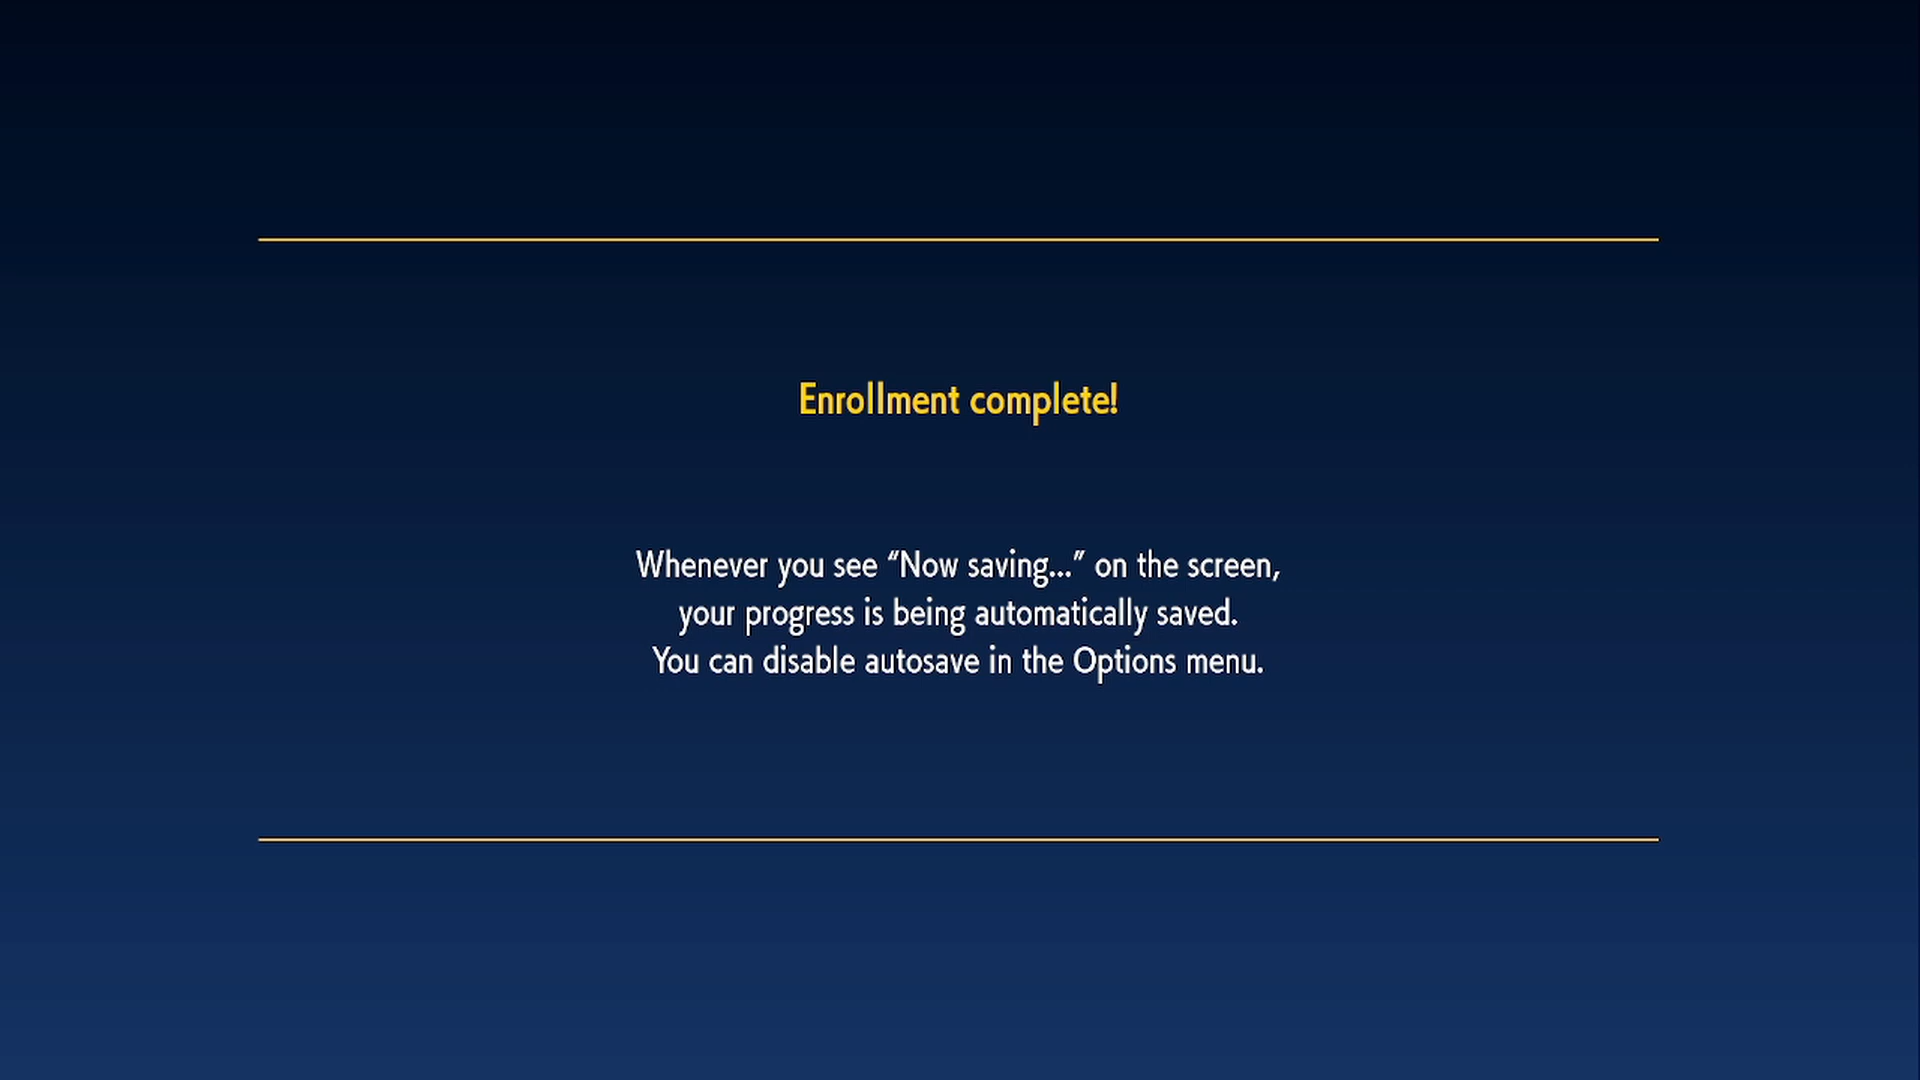 Enrollment complete!
Whenever you see “Now saving...” on the screen,
your progress is being automatically saved.
You can disable autosave in the Options menu.